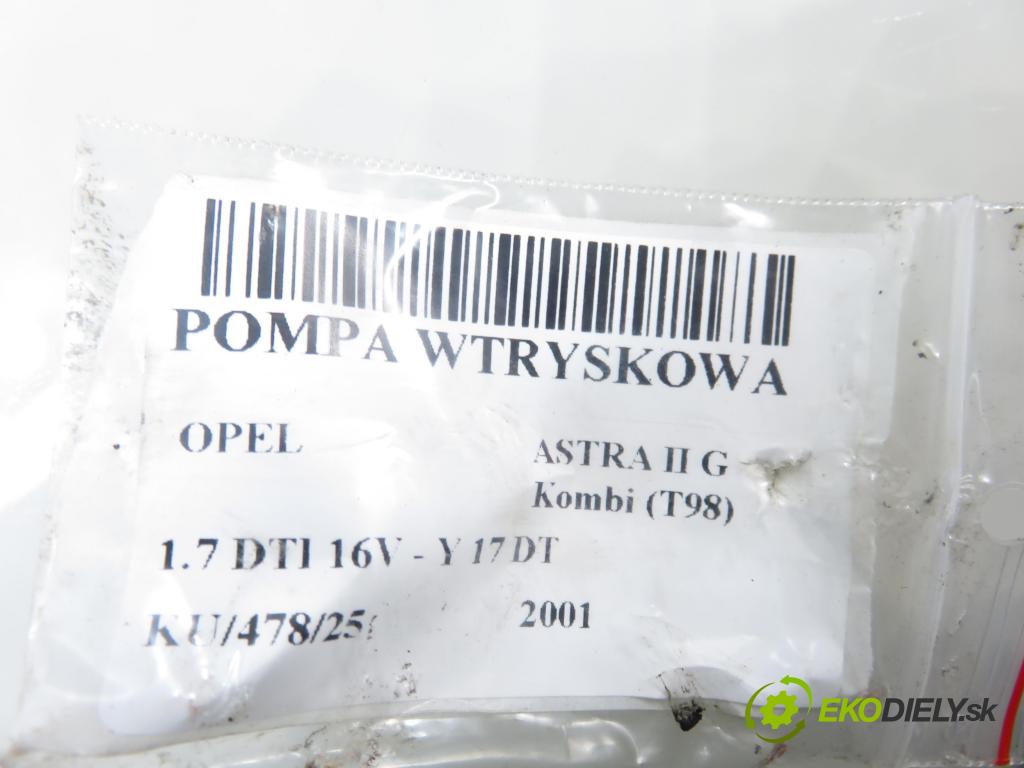 POMPA WTRYSKOWA
OPEL
ASTRA II G
Kombi (T98)
1.7 DTI 16V - Y 17 DT
2001
EKODIELY.sk